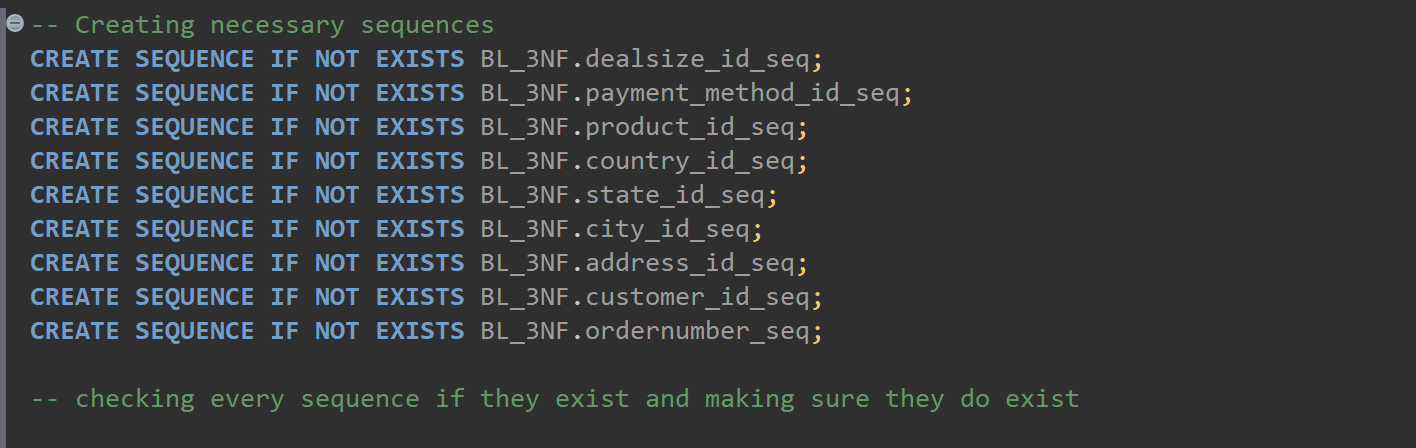 -- Creating necessary sequences
CREATE SEQUENCE IF NOT EXISTS BL_3NF.dealsize_id_seq;
CREATE SEQUENCE IF NOT EXISTS BL_3NF.payment_method_id_seq;
CREATE SEQUENCE IF NOT EXISTS BL_3NF.product_id_seq;
CREATE SEQUENCE IF NOT EXISTS BL_3NF.country_id_seq;
CREATE SEQUENCE IF NOT EXISTS BL_3NF.state_id_seq;
CREATE SEQUENCE IF NOT EXISTS BL_3NF.city_id_seq;
CREATE SEQUENCE IF NOT EXISTS BL_3NF.address_id_seq;
CREATE SEQUENCE IF NOT EXISTS BL_3NF.customer_id_seq;
CREATE SEQUENCE IF NOT EXISTS BL_3NF.ordernumber_seq;
-- checking every sequence if they exist and making sure they do exist